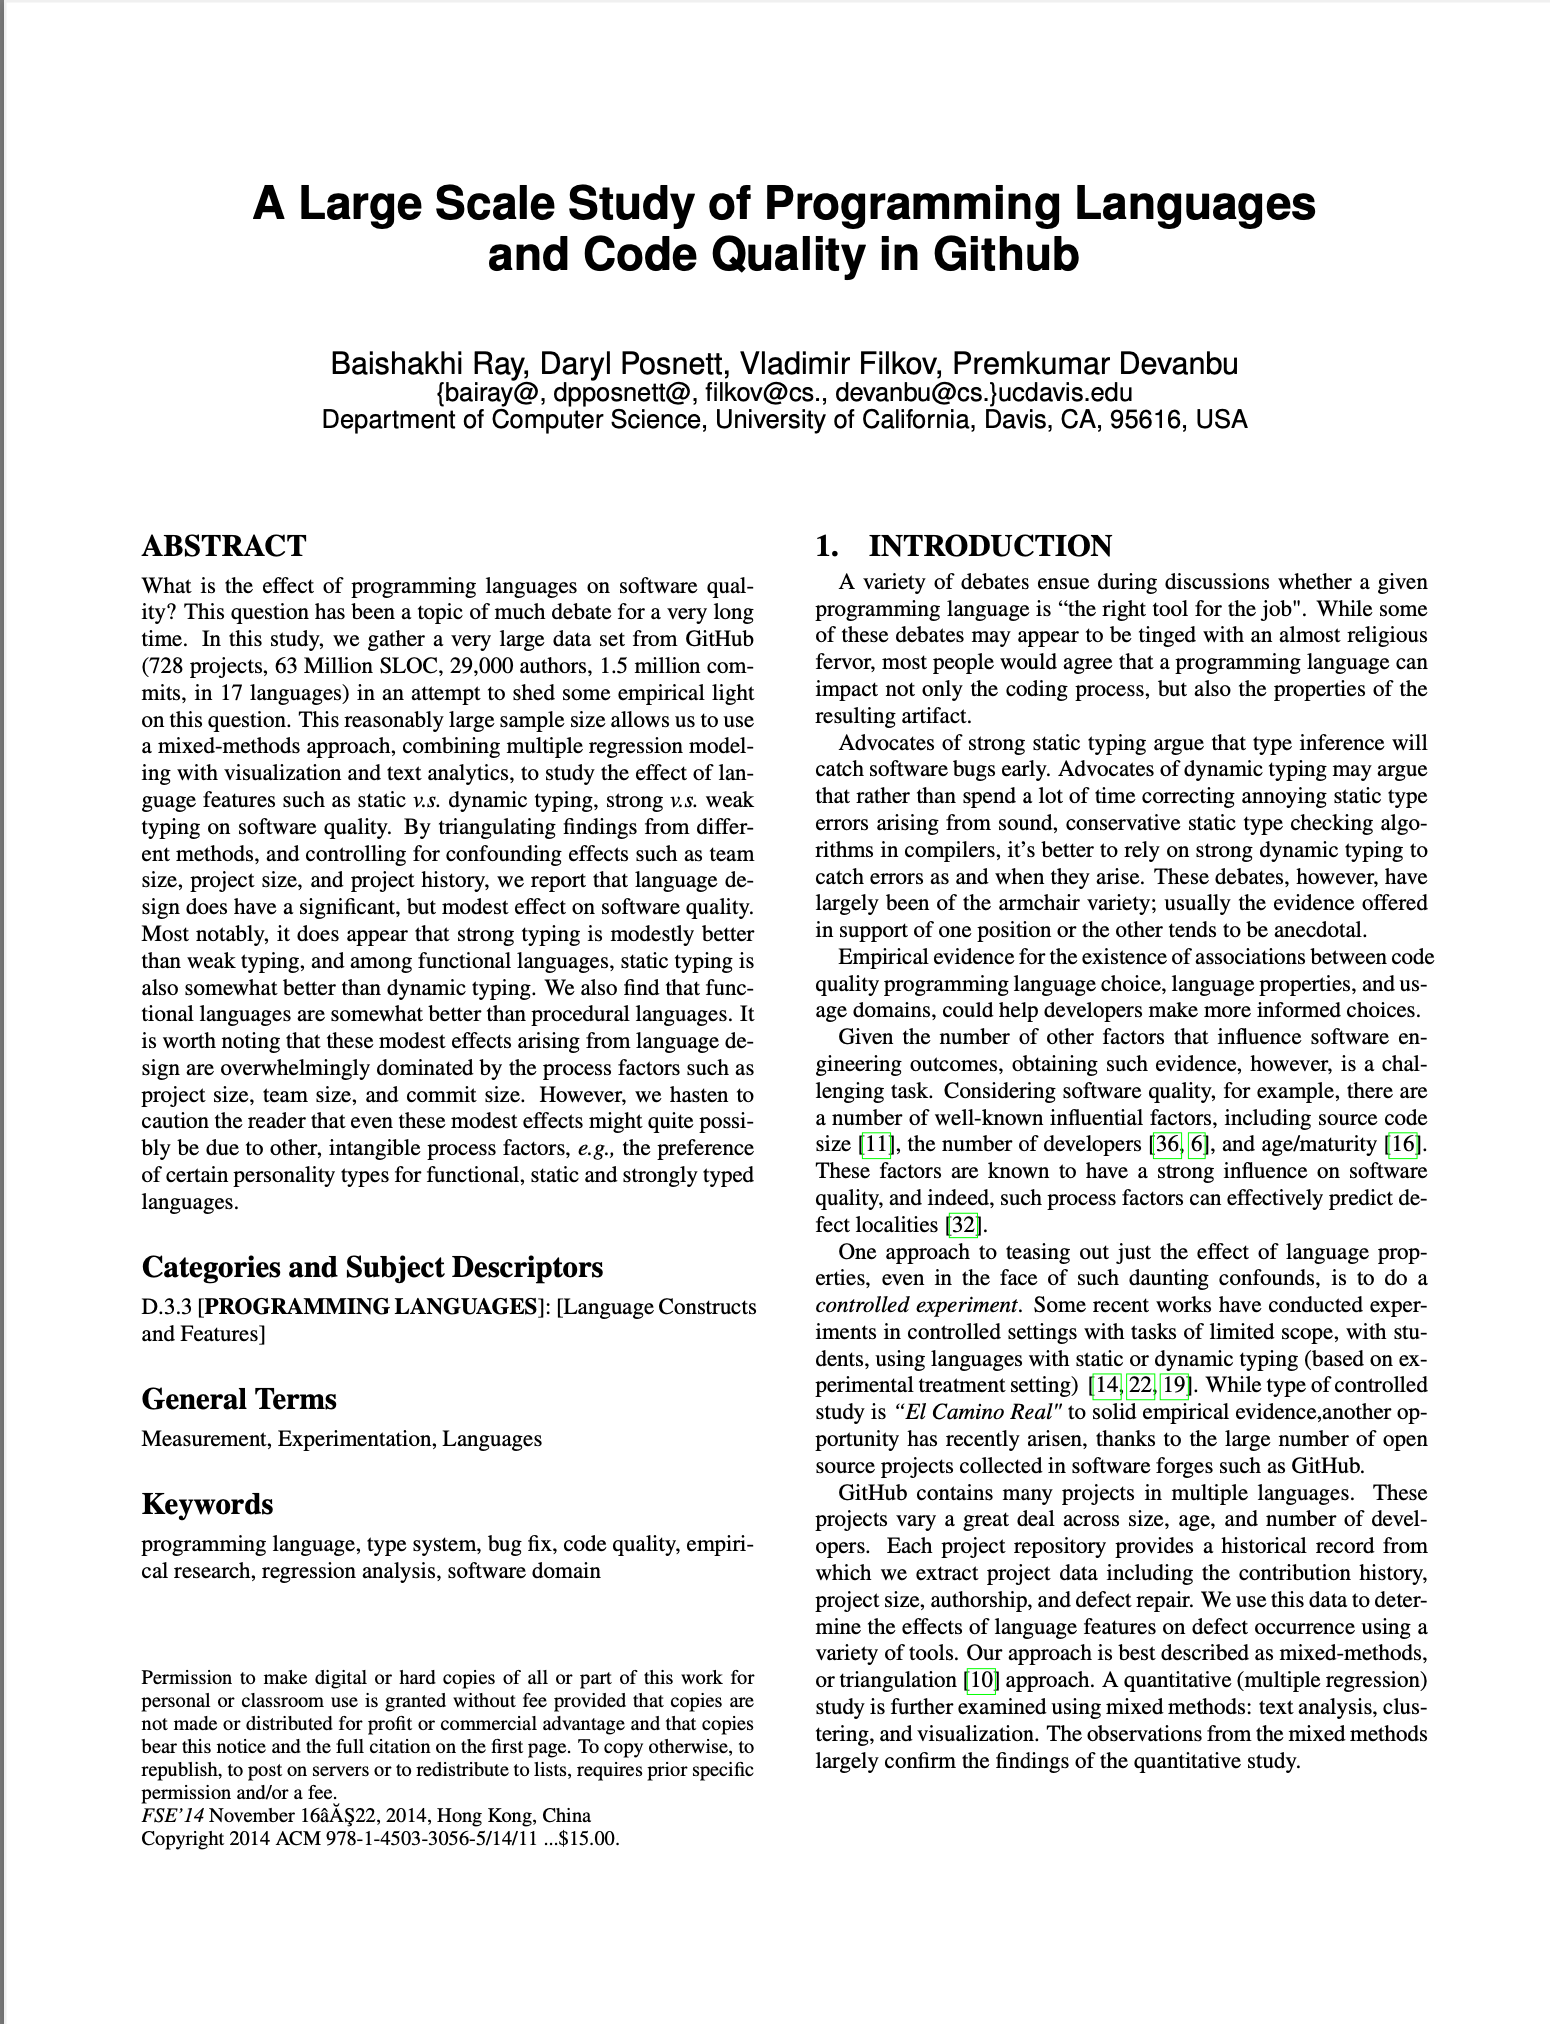 A Large Scale Study of Programming Languages
and Code Quality in Github
Baishakhi Ray, Daryl Posnett, Vladimir Filkov, Premkumar Devanbu
{bairay@, dpposnett@, filkov@cs., devanbu@cs.}ucdavis.edu
Department of Computer Science, University of California, Davis, CA, 95616, USA
ABSTRACT
What is the effect of programming languages on software qual-
ity? This question has been a topic of much debate for a very long
time. In this study, we gather a very large data set from GitHub
(728 projects, 63 Million SLOC, 29,000 authors, 1.5 million com-
mits, in 17 languages) in an attempt to shed some empirical light
on this question. This reasonably large sample size allows us to use
a mixed-methods approach, combining multiple regression model-
ing with visualization and text analytics, to study the effect of lan-
guage features such as static v.s. dynamic typing, strong v.s. weak
typing on software quality. By triangulating findings from differ-
ent methods, and controlling for confounding effects such as team
size, project size, and project history, we report that language de-
sign does have a significant, but modest effect on software quality.
Most notably, it does appear that strong typing is modestly better
than weak typing, and among functional languages, static typing is
also somewhat better than dynamic typing. We also find that func-
tional languages are somewhat better than procedural languages. It
is worth noting that these modest effects arising from language de-
sign are overwhelmingly dominated by the process factors such as
project size, team size, and commit size. However, we hasten to
caution the reader that even these modest effects might quite possi-
bly be due to other, intangible process factors, e.g., the preference
of certain personality types for functional, static and strongly typed
languages.
Categories and Subject Descriptors
D.3.3 [PROGRAMMING LANGUAGES]: [Language Constructs
and Features]
General Terms
Measurement, Experimentation, Languages
Keywords
programming language, type system, bug fix, code quality, empiri-
cal research, regression analysis, software domain
Permission to make digital or hard copies of all or part of this work for
personal or classroom use is granted without fee provided that copies are
not made or distributed for profit or commercial advantage and that copies
bear this notice and the full citation on the first page. To copy otherwise, to
republish, to post on servers or to redistribute to lists, requires prior specific
permission and/or a fee.
FSE'14 November 16âĂŞ22, 2014, Hong Kong, China
Copyright 2014 ACM 978-1-4503-3056-5/14/11 ...$15.00.
1. INTRODUCTION
A variety of debates ensue during discussions whether a given
programming language is “the right tool for the job". While some
of these debates may appear to be tinged with an almost religious
fervor, most people would agree that a programming language can
impact not only the coding process, but also the properties of the
resulting artifact.
Advocates of strong static typing argue that type inference will
catch software bugs early. Advocates of dynamic typing may argue
that rather than spend a lot of time correcting annoying static type
errors arising from sound, conservative static type checking algo-
rithms in compilers, it’s better to rely on strong dynamic typing to
catch errors as and when they arise. These debates, however, have
largely been of the armchair variety; usually the evidence offered
in support of one position or the other tends to be anecdotal.
Empirical evidence for the existence of associations between code
quality programming language choice, language properties, and us-
age domains, could help developers make more informed choices.
Given the number of other factors that influence software en-
gineering outcomes, obtaining such evidence, however, is a chal-
lenging task. Considering software quality, for example, there are
a number of well-known influential factors, including source code
size [11], the number of developers [36, 6], and age/maturity [16].
These factors are known to have a strong influence on software
quality, and indeed, such process factors can effectively predict de-
fect localities [32].
One approach to teasing out just the effect of language prop-
erties, even in the face of such daunting confounds, is to do a
controlled experiment. Some recent works have conducted exper-
iments in controlled settings with tasks of limited scope, with stu-
dents, using languages with static or dynamic typing (based on ex-
perimental treatment setting) [14, 22, 19]. While type of controlled
study is “El Camino Real" to solid empirical evidence,another op-
portunity has recently arisen, thanks to the large number of open
source projects collected in software forges such as GitHub.
GitHub contains many projects in multiple languages. These
projects vary a great deal across size, age, and number of devel-
opers. Each project repository provides a historical record from
which we extract project data including the contribution history,
project size, authorship, and defect repair. We use this data to deter-
mine the effects of language features on defect occurrence using a
variety of tools. Our approach is best described as mixed-methods,
or triangulation [10] approach. A quantitative (multiple regression)
study is further examined using mixed methods: text analysis, clus-
tering, and visualization. The observations from the mixed methods
largely confirm the findings of the quantitative study.